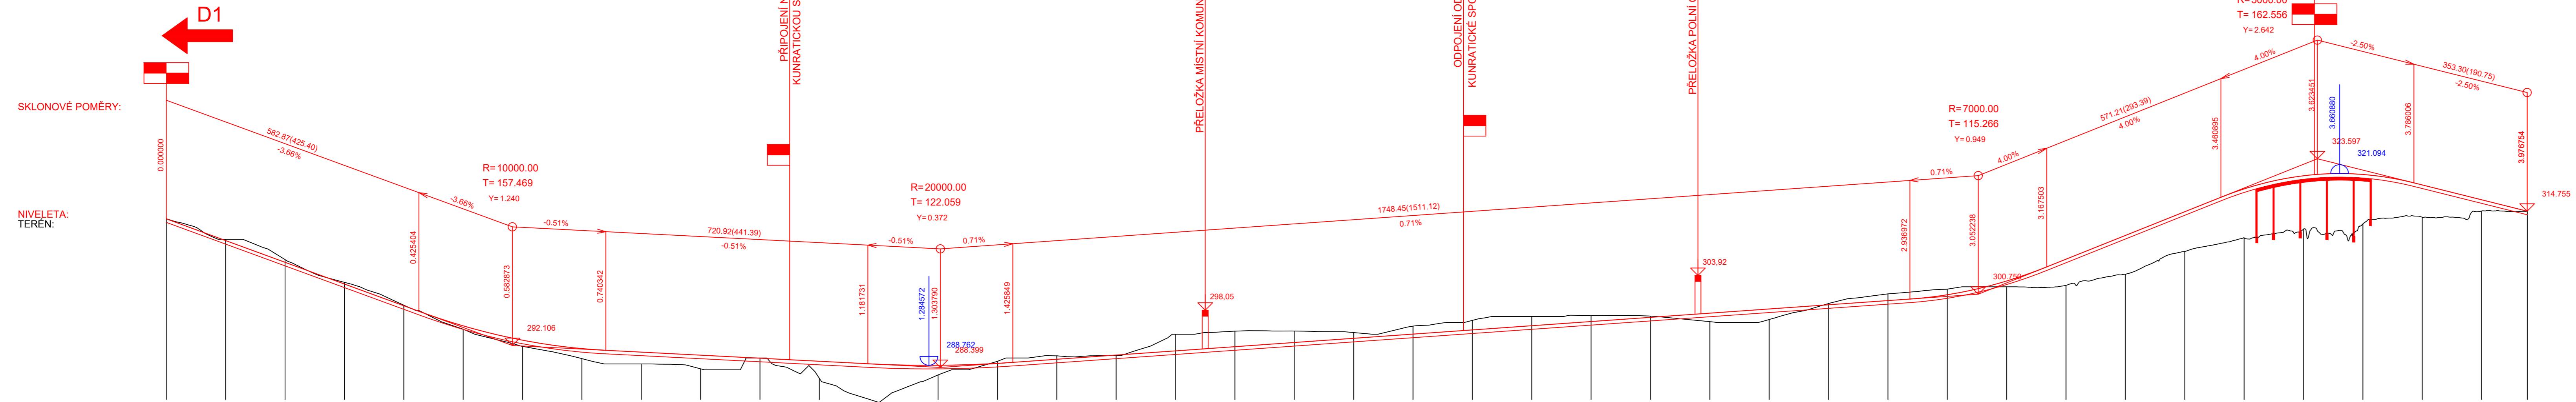 D1
SKLONOVÉ POMĚRY:
NIVELETA:
TERÉN:
0.000000
582.87(425.40)
-3.66%
0.425404
-3.66%
R=10000.00
T= 157.469
Y= 1.240
0.582873
292.106
-0.51%
0.740342
720.92(441.39)
-0.51%
PŘIPOJENÍ
KUNRATICKOU
1.181731
-0.51%
R=20000.00
T= 122.059
Y= 0.372
1.284572
288.762
1.303790
288.399
0.71%
1.425849
PŘELOŽKA MÍSTNÍ
298,05
1748.45(1511.12)
0.71%
ODPOJENÍ
KUNRATICKÉ
PŘELOŽKA POLNÍ
303,92
2.936972
0.71%
R=7000.00
T= 115.266
Y= 0.949
3.052238
300.759
4.00%
3.167503
571.21(293.39)
4.00%
3.460895
4.00%
T= 162.556
Y= 2.642
3.623451
323.597
3.660880
321.094
-2.50%
3.786006
353.30(190.75)
-2.50%
3.976754
314.755